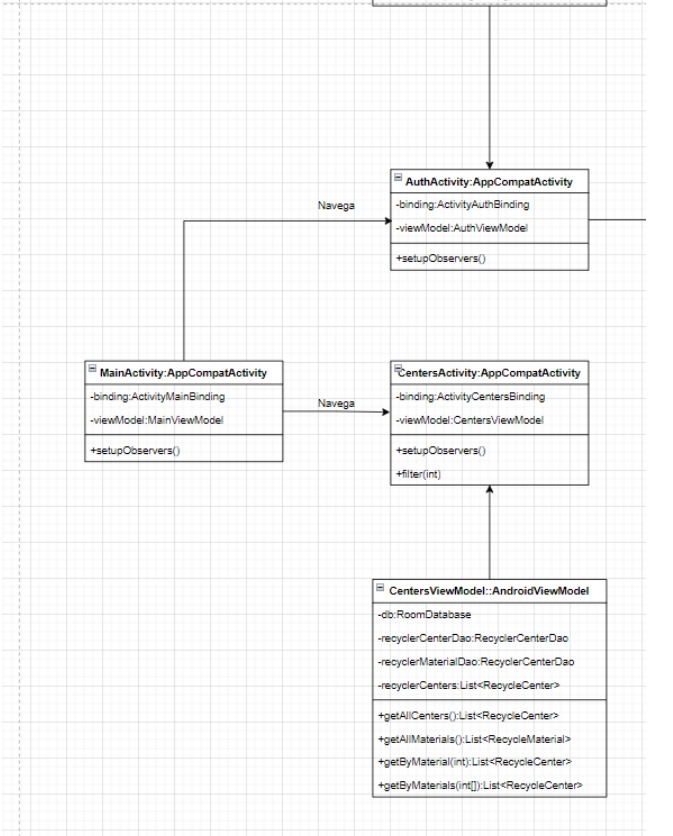 AuthActivity:AppCompatActivity
-binding:ActivityAuthBinding
-viewModel:AuthViewModel
+setupObservers()
Navega
MainActivity:AppCompatActivity
-binding:ActivityMainBinding
-viewModel:MainViewModel
+setupObservers()
Navega
CentersActivity:AppCompatActivity
-binding:ActivityCentersBinding
-viewModel:CentersViewModel
+setupObservers()
+filter(int)
CentersViewModel::AndroidViewModel
-db:RoomDatabase
-recyclerCenterDao:RecyclerCenterDao
-recyclerMaterialDao:RecyclerCenterDao
-recyclerCenters:List<RecycleCenter>
+getAllCenters():List<RecycleCenter>
+getAllMaterials():List<RecycleMaterial>
+getByMaterial(int):List<RecycleCenter>
+getByMaterials(int[]):List<RecycleCenter>